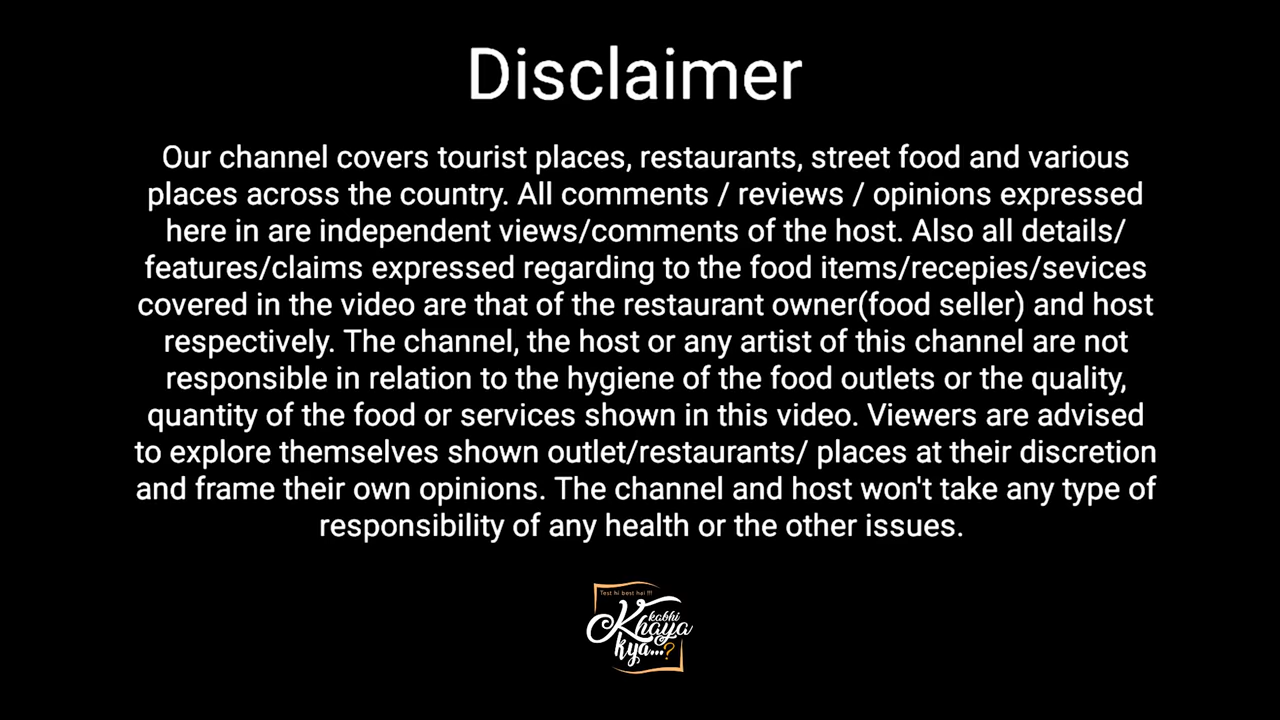 Disclaimer
Our channel covers tourist places, restaurants, street food and various
places across the country. All comments / reviews / opinions expressed
here in are independent views/comments of the host. Also all details/
features/claims expressed regarding to the food items/recepies/sevices
covered in the video are that of the restaurant owner(food seller) and host
respectively. The channel, the host or any artist of this channel are not
responsible in relation to the hygiene of the food outlets or the quality,
quantity of the food or services shown in this video. Viewers are advised
to explore themselves shown outlet/restaurants/ places at their discretion
and frame their own opinions. The channel and host won't take any type of
responsibility of any health or the other issues.
Test hi best hai !!!
kabhi
Khaya
kya...?